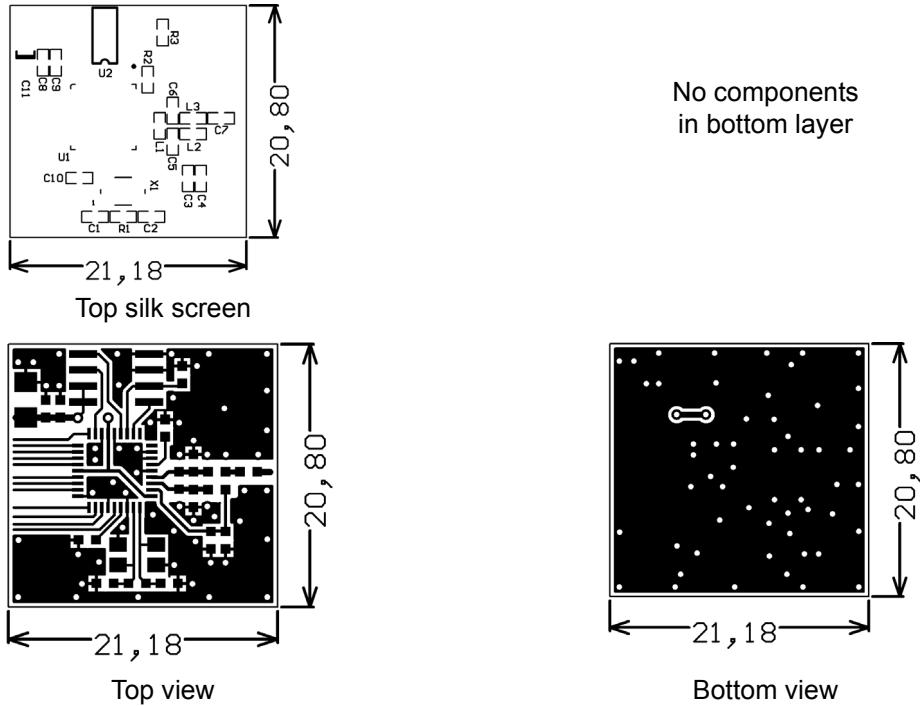 R3
U2
R2
C11
C8
C9
C6
L3
C7
L1
L2
C5
U1
C10
X1
C3
C4
1
C1
R1
C2
20,80
21,18
Top silk screen
No components
in bottom layer
20,80
21,18
Top view
20,80
21,18
Bottom view